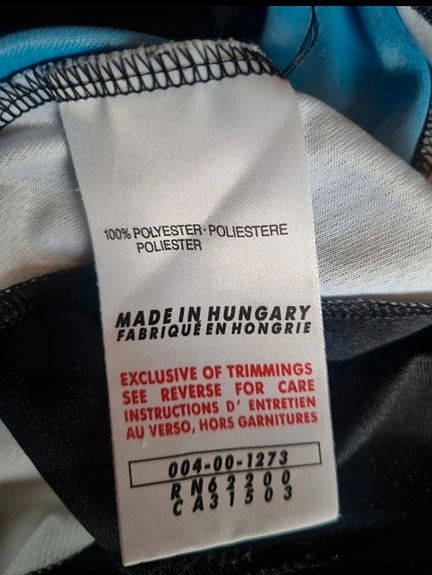 100% POLYESTER·POLIESTERE
POLIESTER
MADE IN HUNGARY
FABRIQUÉ EN HONGRIE
EXCLUSIVE OF TRIMMINGS
SEE REVERSE FOR CARE
INSTRUCTIONS D' ENTRETIEN
AU VERSO, HORS GARNITURES
004-00-1273
RN62200
CA31503